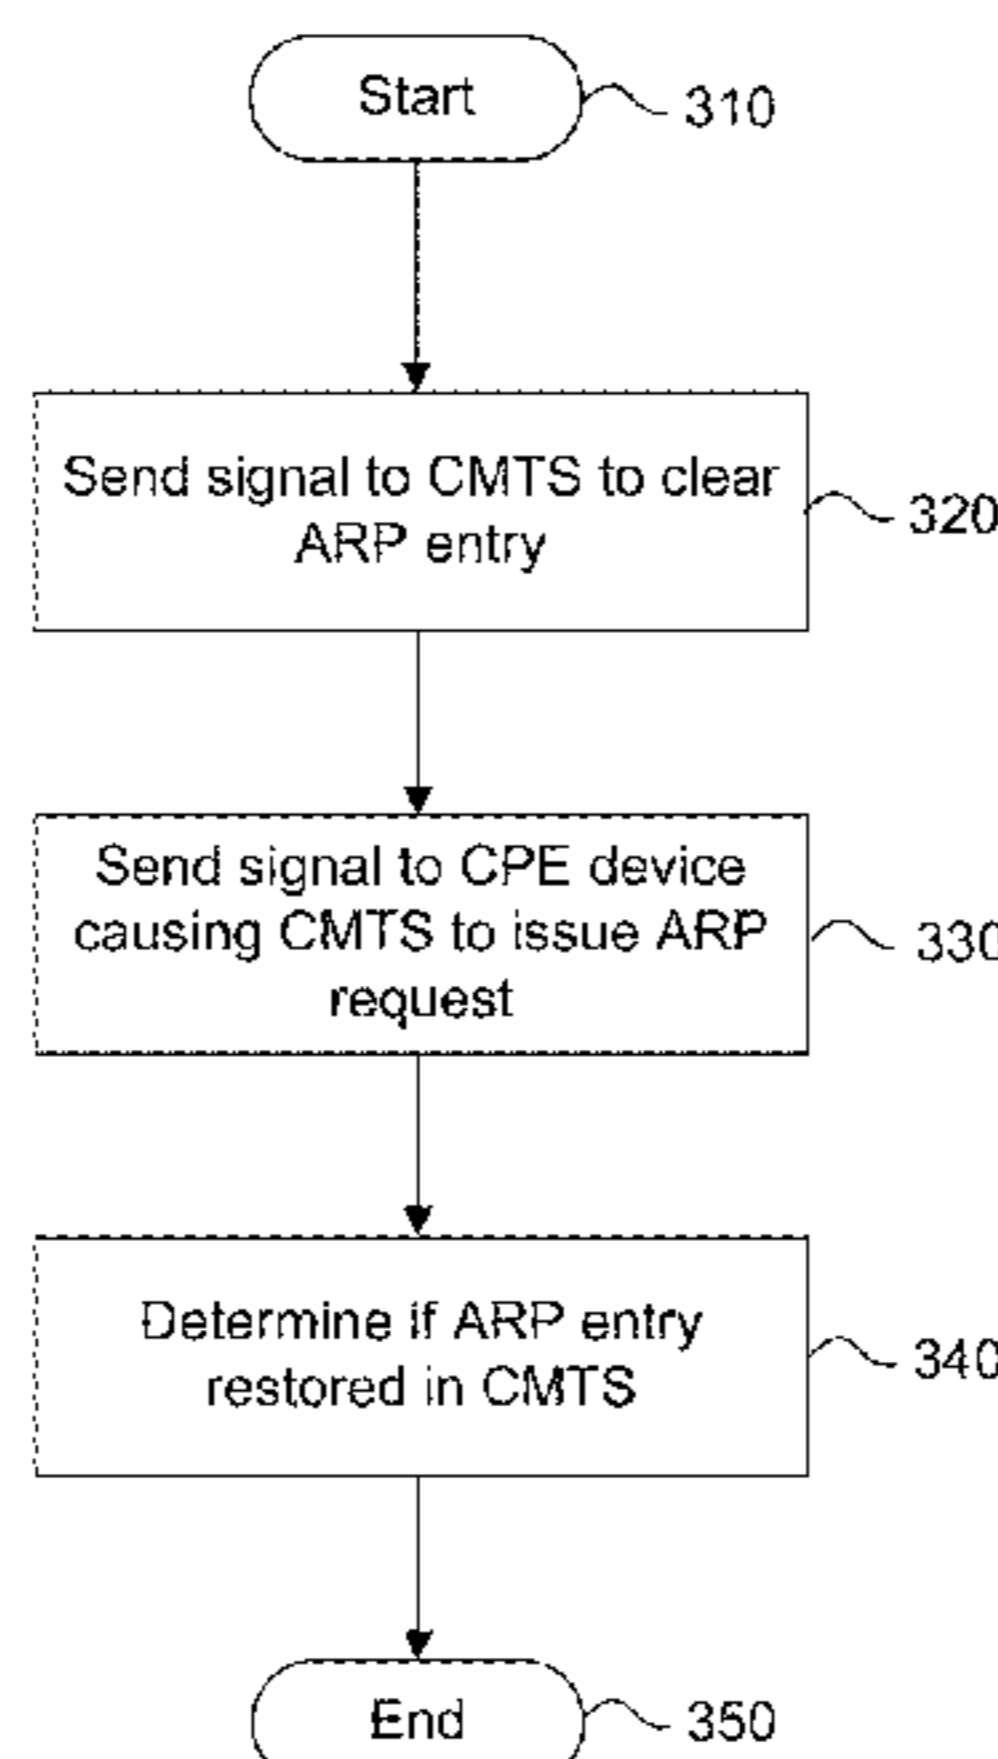 Start
310
Send signal to CMTS to clear
ARP entry
320
Send signal to CPE device
causing CMTS to issue ARP
request
330
Determine if ARP entry
restored in CMTS
340
End
350